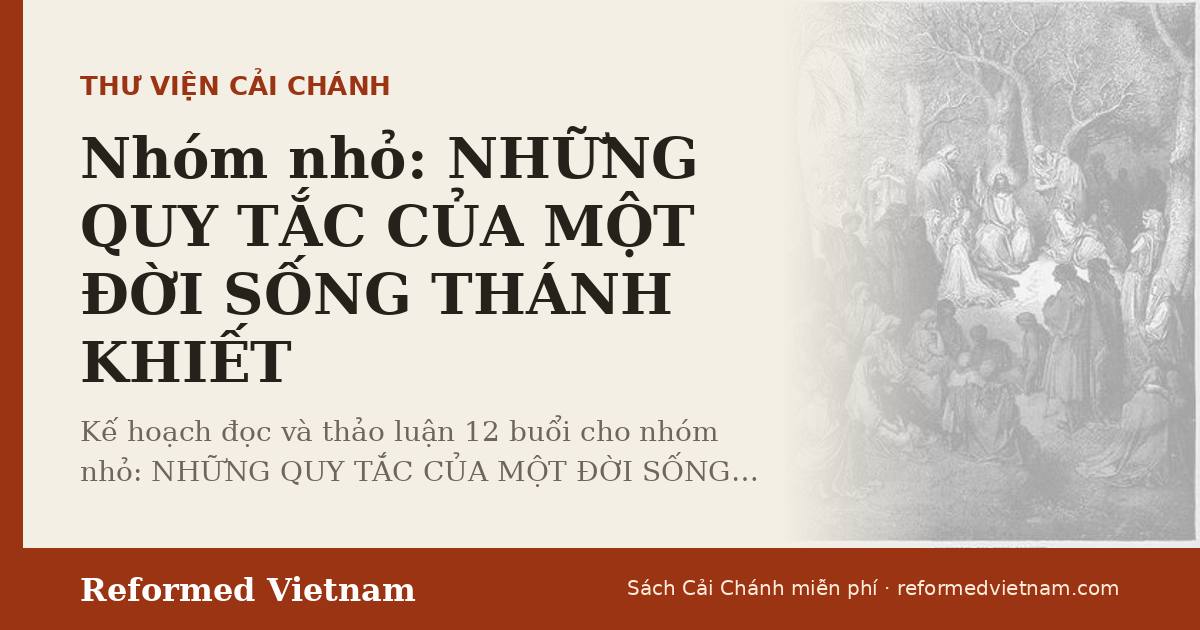 THƯ VIỆN CẢI CHÁNH
Nhóm nhỏ: NHỮNG
QUY TẮC CỦA MỘT
ĐỜI SỐNG THÁNH
KHIẾT
Kế hoạch đọc và thảo luận 12 buổi cho nhóm
nhỏ: NHỮNG QUY TẮC CỦA MỘT ĐỜI SỐNG...
Reformed Vietnam
Sách Cải Chánh miễn phí · reformedvietnam.com